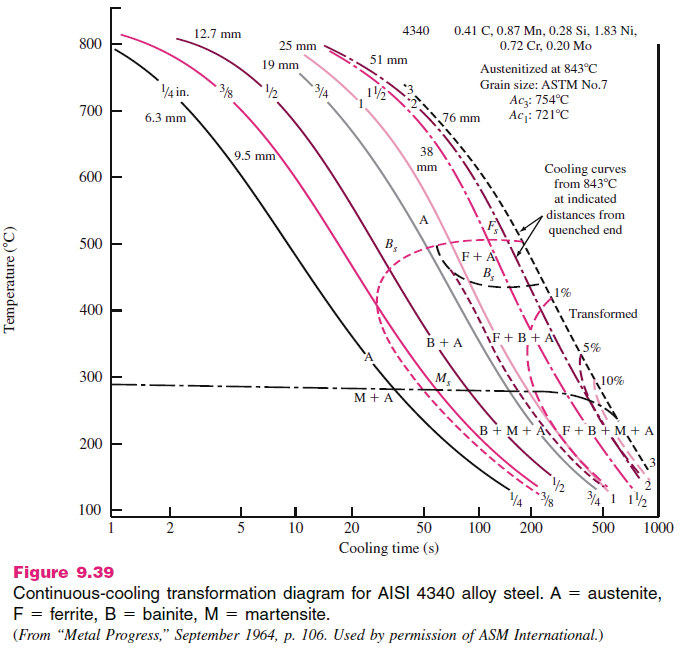 4340 0.41 C, 0.87 Mn, 0.28 Si, 1.83 Ni,
0.72 Cr, 0.20 Mo
Austenitized at 843°C
Grain size: ASTM No.7
Ac3: 754°C
Ac1: 721°C
12.7 mm
25 mm
19 mm
51 mm
1/4 in.
3/8
1/2
3/4
1
1 1/2
2
3
6.3 mm
76 mm
9.5 mm
38
mm
Cooling curves
from 843°C
at indicated
distances from
quenched end
A
Fs
Bs
F + A
Bs
1%
Transformed
B + A
F + B + A
5%
A
Ms
10%
M + A
B + M + A
F + B + M + A
1/4
3/8
1/2
3/4
1
1 1/2
2
3
Temperature (°C)
800
700
600
500
400
300
200
100
1
2
5
10
20
50
100
200
500
1000
Cooling time (s)
Figure 9.39
Continuous-cooling transformation diagram for AISI 4340 alloy steel. A = austenite,
F = ferrite, B = bainite, M = martensite.
(From “Metal Progress,” September 1964, p. 106. Used by permission of ASM International.)